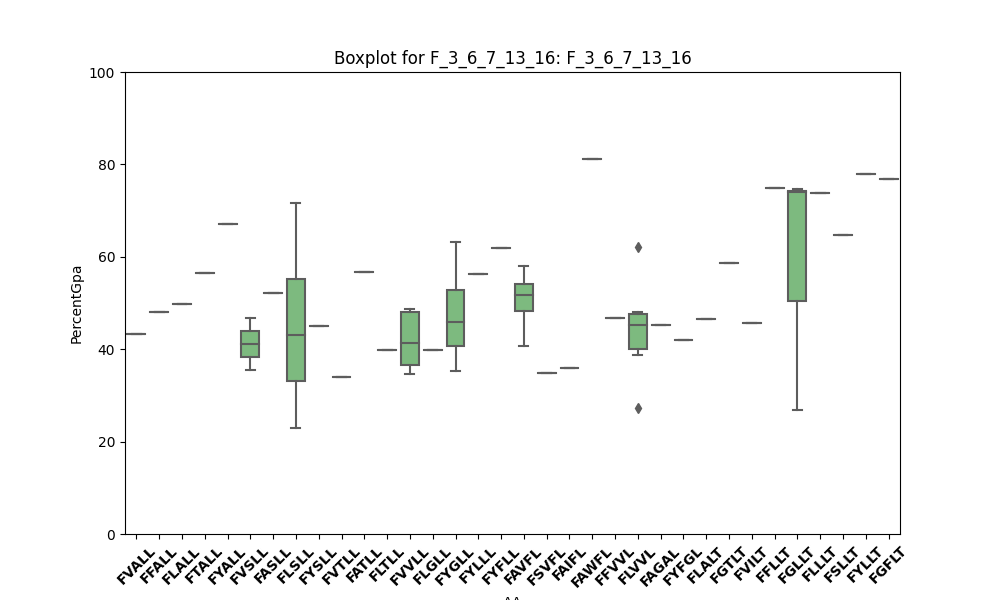 Boxplot for F_3_6_7_13_16: F_3_6_7_13_16
PercentGpa
100
80
60
40
20
0
FVALL
FFALL
FLALL
FTALL
FYALL
FVSLL
FASLL
FLSLL
FYSLL
FVTLL
FATLL
FLTLL
FVVLL
FLGLL
FYGLL
FYLLL
FYFLL
FAVFL
FSVFL
FAIFL
FAWFL
FFVVL
FLVVL
FAGAL
FYFGL
FLALT
FGTLT
FVILT
FFLLT
FGLLT
FLLLT
FSLLT
FYLLT
FGFLT